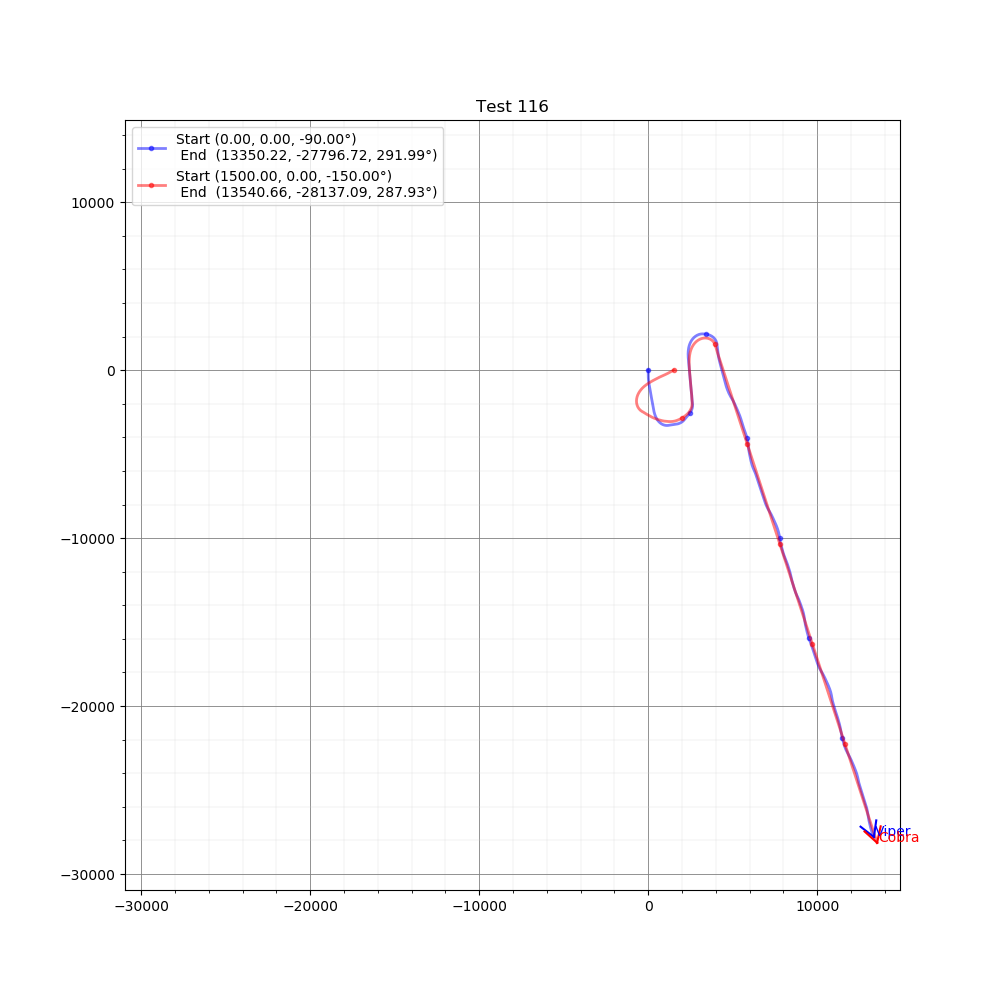 Test 116
Start (0.00, 0.00, -90.00°)
End (13350.22, -27796.72, 291.99°)
Start (1500.00, 0.00, -150.00°)
End (13540.66, -28137.09, 287.93°)
10000
0
−10000
−20000
−30000
Viper
Cobra
−30000 −20000 −10000 0 10000